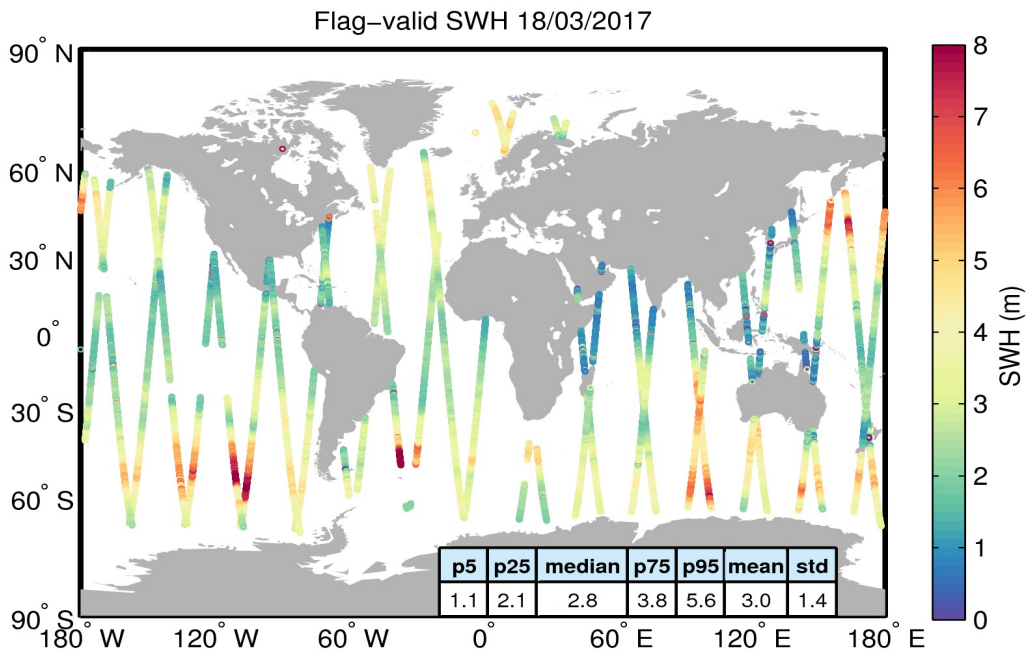 Flag−valid SWH 18/03/2017
90° N
60° N
30° N
0°
30° S
60° S
90° S
180° W
120° W
60° W
0°
60° E
120° E
180° E
8
7
6
5
4
3
2
1
0
SWH (m)
p5 p25 median p75 p95 mean std
1.1 2.1 2.8 3.8 5.6 3.0 1.4